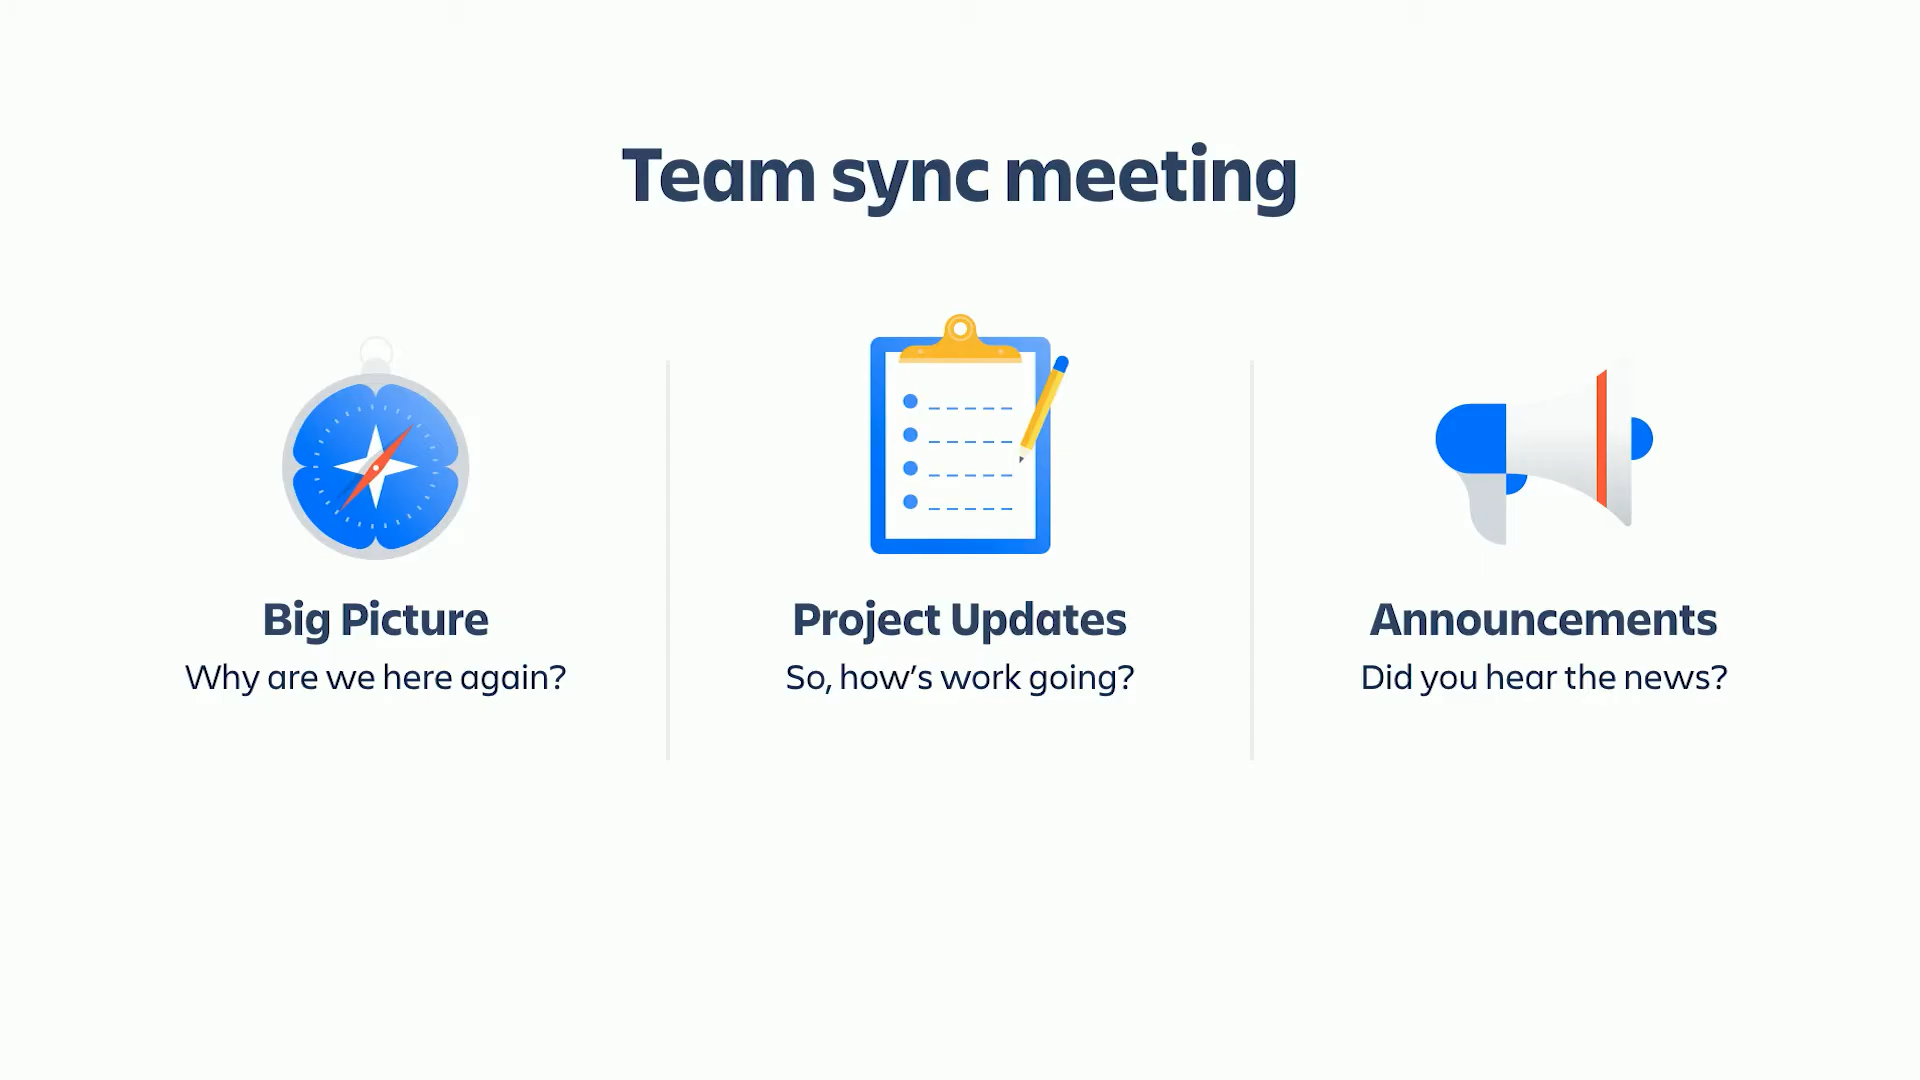 Team sync meeting
Big Picture
Why are we here again?
Project Updates
So, how’s work going?
Announcements
Did you hear the news?